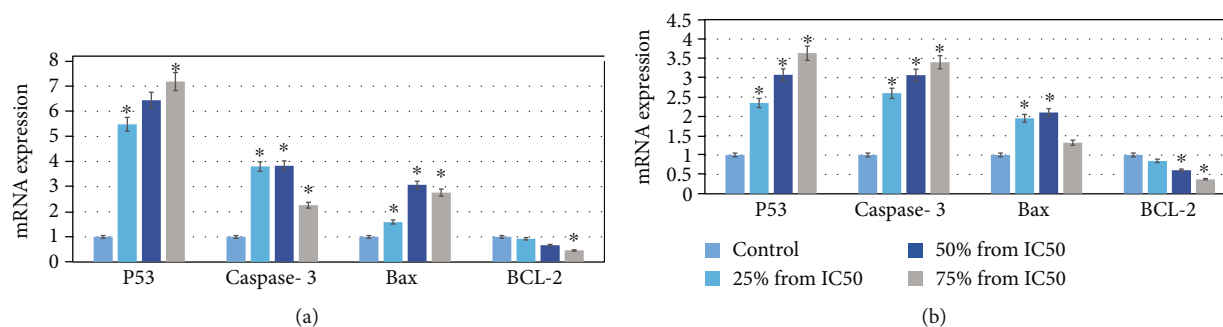 mRNA expression
8
7
6
5
4
3
2
1
0
* * * * * * * * *
P53 Caspase- 3 Bax BCL-2
(a)
mRNA expression
4.5
4
3.5
3
2.5
2
1.5
1
0.5
0
* * * * * * * * * *
P53 Caspase- 3 Bax BCL-2
Control
25% from IC50
50% from IC50
75% from IC50
(b)